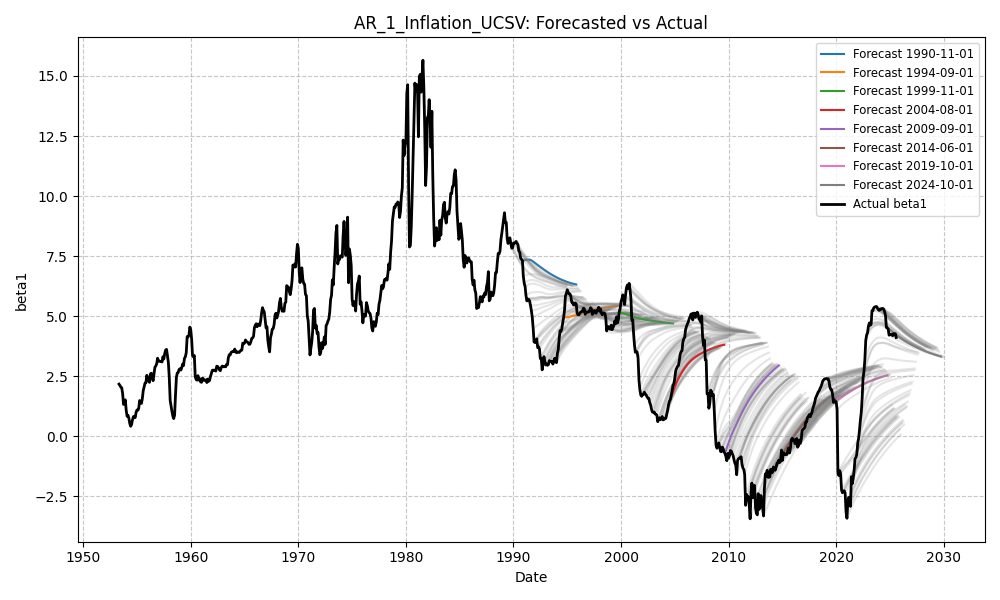 AR_1_Inflation_UCSV: Forecasted vs Actual
Forecast 1990-11-01
Forecast 1994-09-01
Forecast 1999-11-01
Forecast 2004-08-01
Forecast 2009-09-01
Forecast 2014-06-01
Forecast 2019-10-01
Forecast 2024-10-01
Actual beta1
beta1
15.0
12.5
10.0
7.5
5.0
2.5
0.0
−2.5
1950 1960 1970 1980 1990 2000 2010 2020 2030
Date